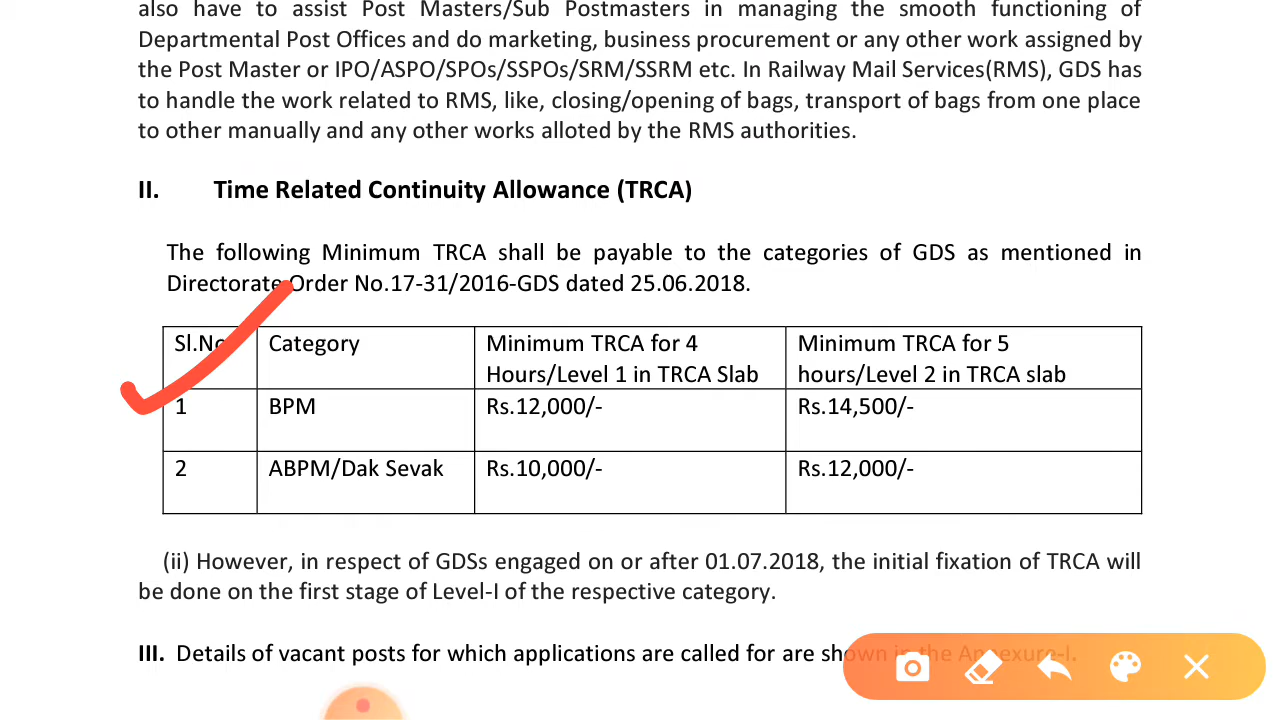 also have to assist Post Masters/Sub Postmasters in managing the smooth functioning of
Departmental Post Offices and do marketing, business procurement or any other work assigned by
the Post Master or IPO/ASPO/SPOs/SSPOs/SRM/SSRM etc. In Railway Mail Services(RMS), GDS has
to handle the work related to RMS, like, closing/opening of bags, transport of bags from one place
to other manually and any other works alloted by the RMS authorities.
II. Time Related Continuity Allowance (TRCA)
The following Minimum TRCA shall be payable to the categories of GDS as mentioned in
Directorate Order No.17-31/2016-GDS dated 25.06.2018.
Sl.No Category Minimum TRCA for 4 Minimum TRCA for 5
Hours/Level 1 in TRCA Slab hours/Level 2 in TRCA slab
1 BPM Rs.12,000/- Rs.14,500/-
2 ABPM/Dak Sevak Rs.10,000/- Rs.12,000/-
(ii) However, in respect of GDSs engaged on or after 01.07.2018, the initial fixation of TRCA will
be done on the first stage of Level-I of the respective category.
III. Details of vacant posts for which applications are called for are shown in the Annexure-I.